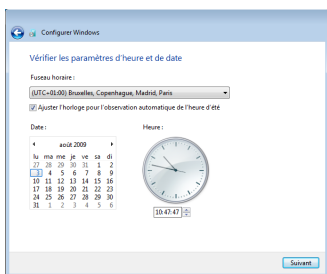 Configurer Windows
Vérifier les paramètres d'heure et de date
Fuseau horaire :
(UTC+01:00) Bruxelles, Copenhague, Madrid, Paris
Ajuster l'horloge pour l'observation automatique de l'heure d'été
Date : Heure :
août 2009
lu ma me je ve sa di
27 28 29 30 31 1 2
3 4 5 6 7 8 9
10 11 12 13 14 15 16
17 18 19 20 21 22 23
24 25 26 27 28 29 30
31 1 2 3 4 5 6
10:47:47
Suivant